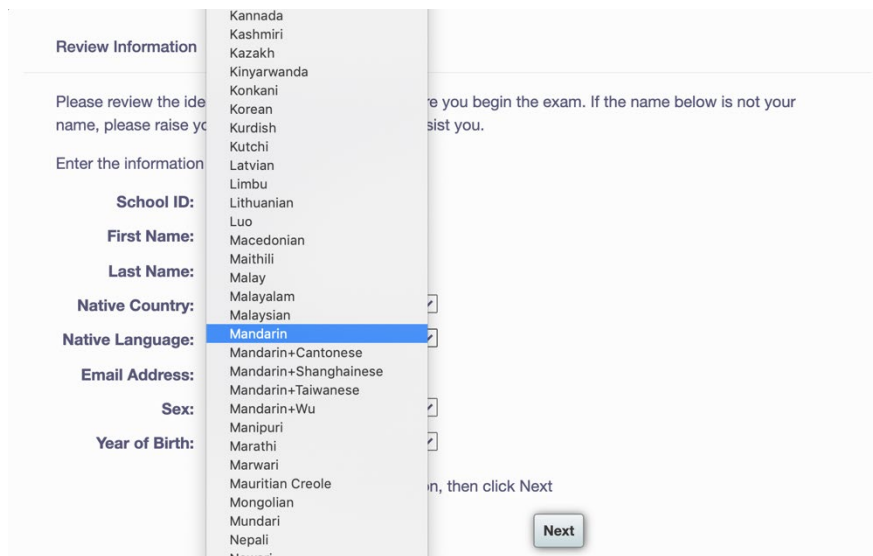 Review Information
Please review the ide
re you begin the exam. If the name below is not your
name, please raise yo
sist you.
Enter the information
School ID:
First Name:
Last Name:
Native Country:
Native Language:
Email Address:
Sex:
Year of Birth:
Kannada
Kashmiri
Kazakh
Kinyarwanda
Konkani
Korean
Kurdish
Kutchi
Latvian
Limbu
Lithuanian
Luo
Macedonian
Maithili
Malay
Malayalam
Malaysian
Mandarin
Mandarin+Cantonese
Mandarin+Shanghainese
Mandarin+Taiwanese
Mandarin+Wu
Manipuri
Marathi
Marwari
Mauritian Creole
Mongolian
Mundari
Nepali
n, then click Next
Next